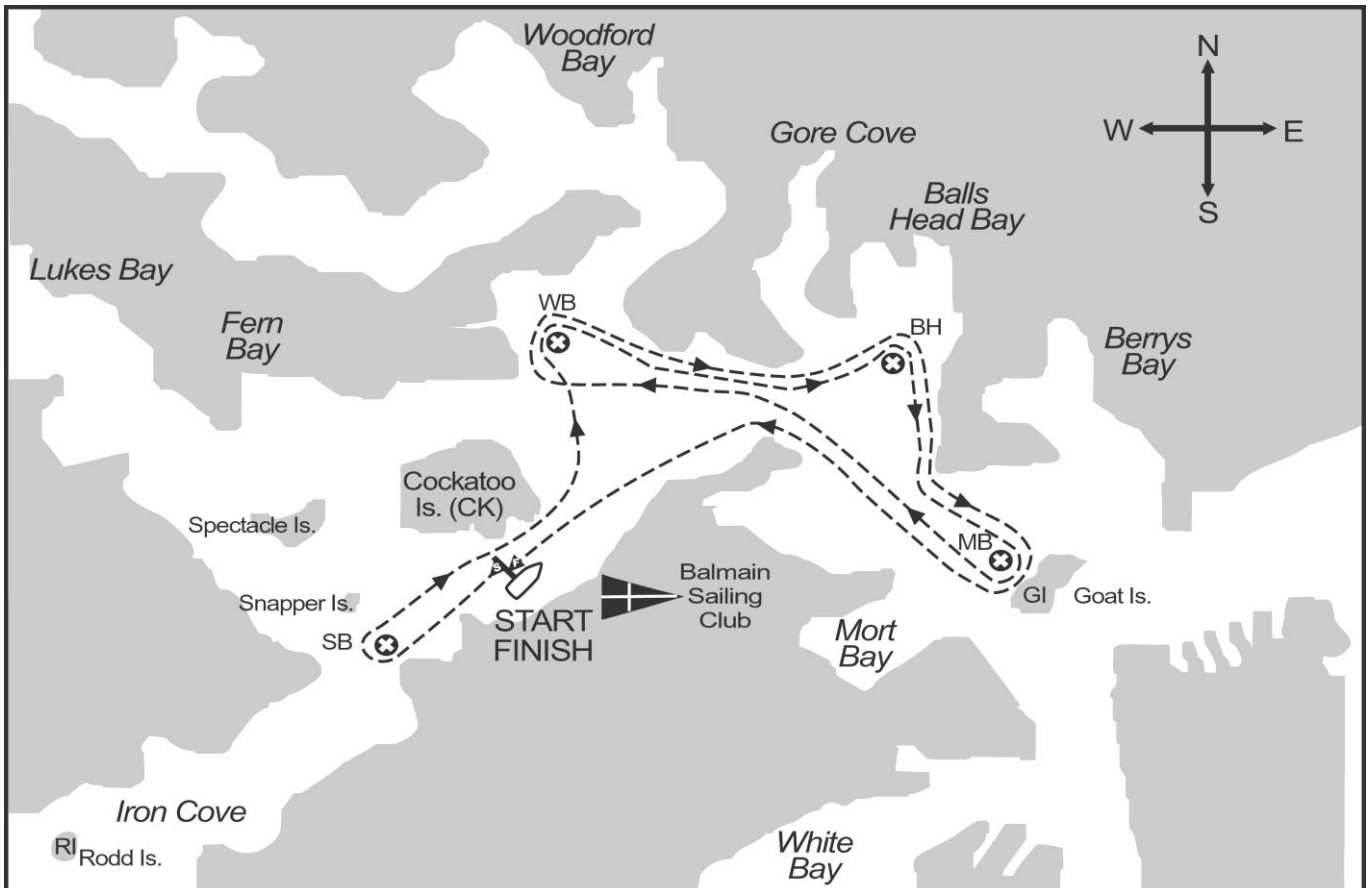 Woodford
Bay
N
W
E
S
Gore Cove
Balls
Head Bay
Lukes Bay
Fern
Bay
WB
BH
Berrys
Bay
Cockatoo
Is. (CK)
Spectacle Is.
S F
MB
Snapper Is.
START
FINISH
Balmain
Sailing
Club
GI
Goat Is.
SB
Mort
Bay
Iron Cove
RI
Rodd Is.
White
Bay